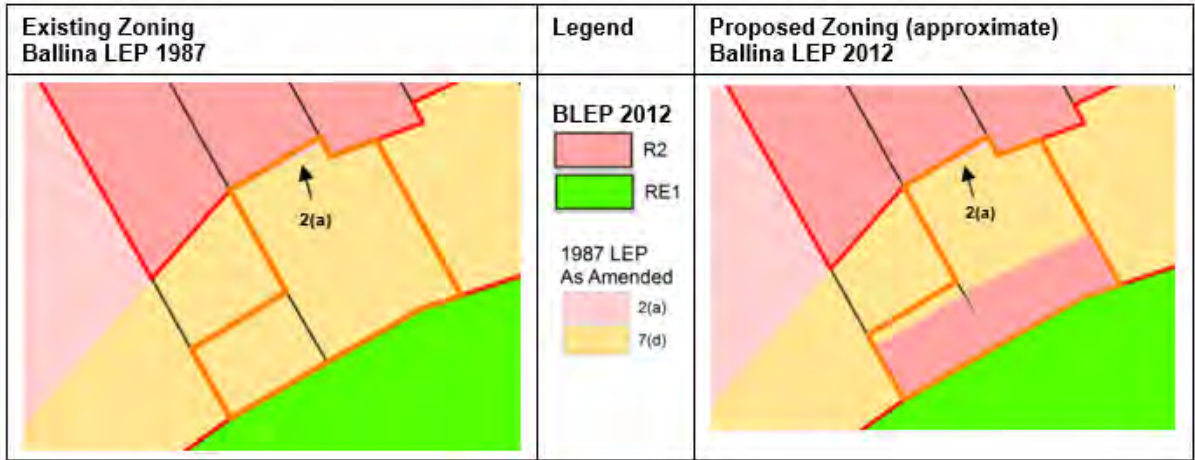 Existing Zoning
Ballina LEP 1987
Legend
Proposed Zoning (approximate)
Ballina LEP 2012
2(a)
BLEP 2012
R2
RE1
1987 LEP
As Amended
2(a)
7(d)
2(a)